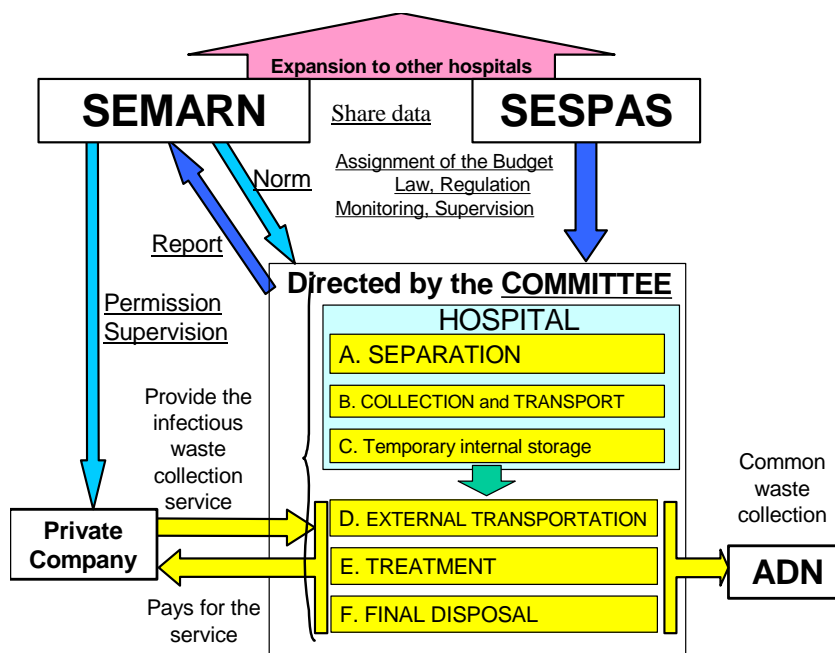 Expansion to other hospitals
SEMARN
Share data
SESPAS
Norm
Assignment of the Budget
Law, Regulation
Monitoring, Supervision
Report
Permission
Supervision
Directed by the COMMITTEE
HOSPITAL
A. SEPARATION
B. COLLECTION and TRANSPORT
C. Temporary internal storage
Provide the
infectious
waste
collection
service
Common
waste
collection
Private
Company
D. EXTERNAL TRANSPORTATION
E. TREATMENT
F. FINAL DISPOSAL
ADN
Pays for the
service